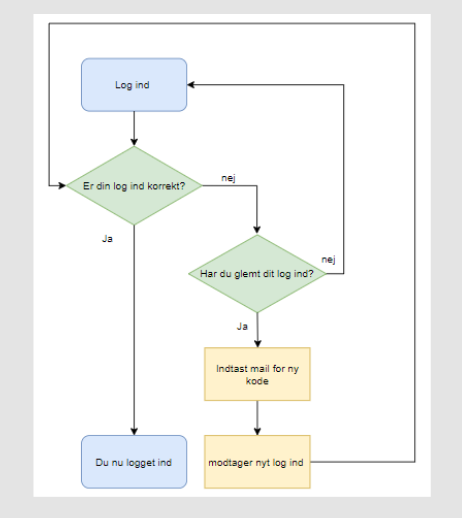 Log ind
Er din log ind korrekt?
nej
Ja
Har du glemt dit log ind?
nej
Ja
Indtast mail for ny
kode
Du nu logget ind
modtager nyt log ind